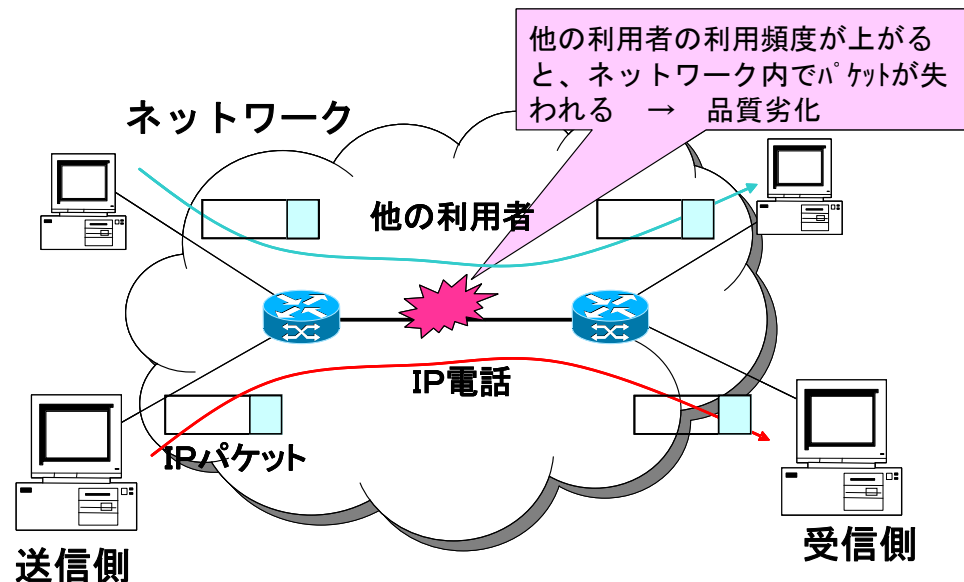 他の利用者の利用頻度が上がる
と、ネットワーク内でﾊﾟｹｯﾄが失
われる　→　品質劣化
ネットワーク
他の利用者
IP電話
IPパケット
送信側
受信側